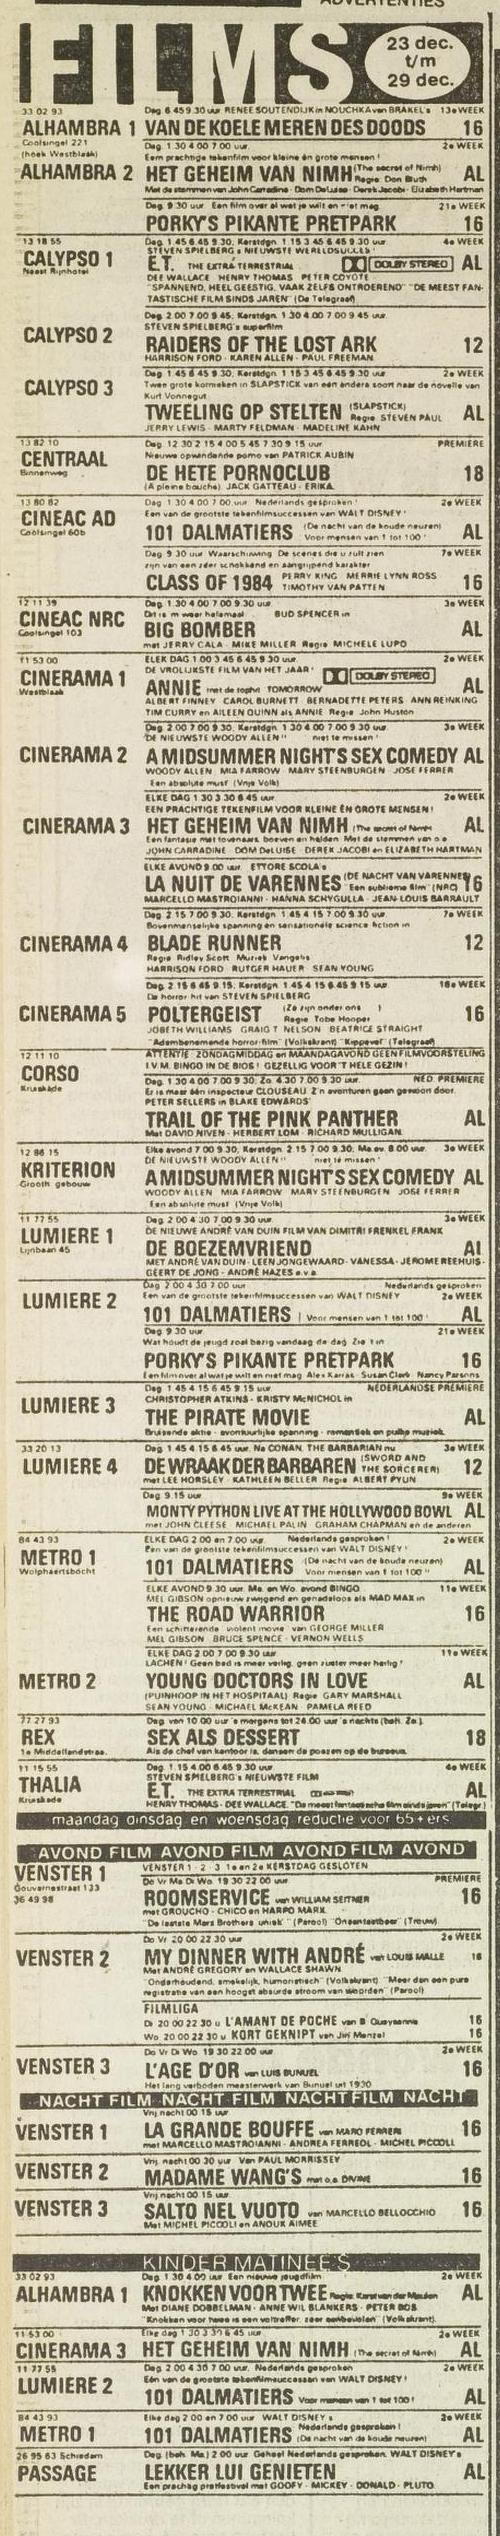 ADVERTENTIES
FILMS
23 dec.
t/m
29 dec.
33 02 93 Dag. 6.45 9.30 uur. RENEE SOUTENDIJK in NOUCHKA van BRAKEL's 13e WEEK
ALHAMBRA 1 VAN DE KOELE MEREN DES DOODS 16
Coolsingel 221
(hoek Westblaak)
Dag. 1.30 4.00 7.00 uur. 2e WEEK
Een prachtige tekenfilm voor kleine én grote mensen!
ALHAMBRA 2 HET GEHEIM VAN NIMH (The secret of Nimh) AL
Regie: Don Bluth
Met de stemmen van John Carradine - Dom DeLuise - Derek Jacobi - Elizabeth Hartman
Dag. 9.30 uur. Een film over al wat je wilt en niet mag. 21e WEEK
PORKY'S PIKANTE PRETPARK 16
13 18 55 Dag. 1.45 6.45 9.30. Kerstdgn. 1.15 3.45 6.45 9.30 uur. 4e WEEK
STEVEN SPIELBERG's NIEUWSTE WERELDSUCCES
CALYPSO 1 E.T. THE EXTRA-TERRESTRIAL DOLBY STEREO AL
Naast Rijnhotel
DEE WALLACE HENRY THOMAS PETER COYOTE
"SPANNEND, HEEL GEESTIG, VAAK ZELFS ONTROEREND" "DE MEEST FAN-
TASTISCHE FILM SINDS JAREN" (De Telegraaf)
Dag. 2.00 7.00 9.45; Kerstdgn. 1.30 4.00 7.00 9.45 uur.
STEVEN SPIELBERG's superfilm
CALYPSO 2 RAIDERS OF THE LOST ARK 12
HARRISON FORD - KAREN ALLEN - PAUL FREEMAN
Dag. 1.45 6.45 9.30; Kerstdgn. 1.15 3.45 6.45 9.30 uur. 2e WEEK
CALYPSO 3 Twee grote komieken in SLAPSTICK van een andere soort naar de novelle van
Kurt Vonnegut
TWEELING OP STELTEN (SLAPSTICK) Regie STEVEN PAUL AL
JERRY LEWIS - MARTY FELDMAN - MADELINE KAHN
13 82 10 Dag. 12.30 2.15 4.00 5.45 7.30 9.15 uur PREMIERE
Nieuwe opwindende porno van PATRICK AUBIN
CENTRAAL DE HETE PORNOCLUB 18
Binnenweg (A pleine bouche) JACK GATTEAU - ERIKA
13 80 82 Dag. 1.30 4.00 7.00 uur. Nederlands gesproken! 2e WEEK
Een van de grootste tekenfilmsuccessen van WALT DISNEY!
CINEAC AD 101 DALMATIERS (De nacht van de koude neuzen) AL
Coolsingel 60b Voor mensen van 1 tot 100!
Dag. 9.30 uur. Waarschuwing. De scenes die u zult zien 7e WEEK
zijn van een zeer schokkend en aangrijpend karakter
CLASS OF 1984 PERRY KING MERRIE LYNN ROSS 16
TIMOTHY VAN PATTEN
12 11 39 Dag. 1.30 4.00 7.00 9.30 uur. 3e WEEK
Dit is 'm weer helemaal BUD SPENCER in
CINEAC NRC BIG BOMBER AL
Coolsingel 103
met JERRY CALA - MIKE MILLER Regie MICHELE LUPO
11 53 00 ELEK DAG 1.00 3.45 6.45 9.30 uur 2e WEEK
DE VROLIJKSTE FILM VAN HET JAAR! DOLBY STEREO
CINERAMA 1 ANNIE met de tophit TOMORROW AL
Westblaak
ALBERT FINNEY CAROL BURNETT BERNADETTE PETERS ANN REINKING
TIM CURRY en AILEEN QUINN als ANNIE Regie John Huston
Dag. 2.00 7.00 9.45; Kerstdgn. 1.30 4.00 7.00 9.30 uur. 3e WEEK
DE NIEUWSTE WOODY ALLEN!! niet te missen!
CINERAMA 2 A MIDSUMMER NIGHT'S SEX COMEDY AL
WOODY ALLEN MIA FARROW MARY STEENBURGEN JOSE FERRER
Een absolute must (Vrije Volk)
ELKE DAG 1.30 3.30 6.45 uur 2e WEEK
EEN PRACHTIGE TEKENFILM VOOR KLEINE ÉN GROTE MENSEN!
CINERAMA 3 HET GEHEIM VAN NIMH (The secret of Nimh) AL
Een fantasie met tovenaars, boeven en helden. Met de stemmen van o.a.
JOHN CARRADINE DOM DeLUISE DEREK JACOBI en ELIZABETH HARTMAN
ELKE AVOND 9.00 uur ETTORE SCOLA's
LA NUIT DE VARENNES (DE NACHT VAN VARENNES) 16
"Een sublieme film" (NRC)
MARCELLO MASTROIANNI - HANNA SCHYGULLA - JEAN-LOUIS BARRAULT
Dag. 2.15 7.00 9.30; Kerstdgn. 1.45 4.15 7.00 9.30 uur. 7e WEEK
Bovenmenselijke spanning en sensationele science fiction in
CINERAMA 4 BLADE RUNNER 12
Regie Ridley Scott Muziek Vangelis
HARRISON FORD RUTGER HAUER SEAN YOUNG
Dag. 2.15 6.45 9.15; Kerstdgn. 1.45 4.15 6.45 9.15 uur. 16e WEEK
De horror-hit van STEVEN SPIELBERG
CINERAMA 5 POLTERGEIST (Ze zijn onder ons) 16
Regie Tobe Hooper
JOBETH WILLIAMS GRAIG T NELSON BEATRICE STRAIGHT
"Adembenemende horror-film" (Volkskrant) "Kippevel" (Telegraaf)
12 11 10 ATTENTIE ZONDAGMIDDAG en MAANDAGAVOND GEEN FILMVOORSTELLING
CORSO I.V.M. BINGO IN DE BIOS! GEZELLIG VOOR 'T HELE GEZIN!
Kruiskade Dag. 1.30 4.00 7.00 9.30; Zo. 4.30 7.00 9.30 uur. NED. PREMIERE
Er is maar één inspecteur CLOUSEAU. Z'n avonturen gaan gewoon door.
PETER SELLERS in BLAKE EDWARDS'
TRAIL OF THE PINK PANTHER AL
Met DAVID NIVEN - HERBERT LOM - RICHARD MULLIGAN.
12 86 15 Elke avond 7.00 9.30; Kerstdgn. 2.15 7.00 9.30; Ma.av. 8.00 uur. 3e WEEK
DE NIEUWSTE WOODY ALLEN!! niet te missen!
KRITERION A MIDSUMMER NIGHT'S SEX COMEDY AL
Grooth. gebouw WOODY ALLEN MIA FARROW MARY STEENBURGEN JOSE FERRER
Een absolute must (Vrije Volk)
11 77 55 Dag. 2.00 4.30 7.00 9.30 uur. 3e WEEK
LUMIERE 1 DE NIEUWE ANDRÉ VAN DUIN FILM VAN DIMITRI FRENKEL FRANK
Lijnbaan 45 DE BOEZEMVRIEND AL
MET ANDRÉ VAN DUIN - LEEN JONGEWAARD - VANESSA - JEROME REEHUIS -
GEERT DE JONG - ANDRÉ HAZES e.v.a.
Dag. 2.00 4.30 7.00 uur Nederlands gesproken
LUMIERE 2 Een van de grootste tekenfilmsuccessen van WALT DISNEY 2e WEEK
101 DALMATIERS Voor mensen van 1 tot 100! AL
Dag. 9.30 uur 21e WEEK
Wat houdt de jeugd zoal bezig vandaag de dag. Zie 't in
PORKY'S PIKANTE PRETPARK 16
Een film over al wat je wilt en niet mag. Alex Karras Susan Clark Nancy Parsons
Dag. 1.45 4.15 6.45 9.15 uur NEDERLANDSE PREMIERE
LUMIERE 3 CHRISTOPHER ATKINS - KRISTY McNICHOL in
THE PIRATE MOVIE AL
Bruisende aktie - avontuurlijke spanning - romantiek en pulke muziek.
33 20 13 Dag. 1.45 4.15 6.45 uur. Na CONAN, THE BARBARIAN nu 3e WEEK
LUMIERE 4 DE WRAAK DER BARBAREN (SWORD AND THE SORCERER) 12
met LEE HORSLEY - KATHLEEN BELLER Regie ALBERT PYUN
Dag. 9.15 uur. 9e WEEK
MONTY PYTHON LIVE AT THE HOLLYWOOD BOWL AL
met JOHN CLEESE MICHAEL PALIN GRAHAM CHAPMAN en de anderen
84 43 93 ELKE DAG 2.00 en 7.00 uur. Nederlands gesproken! 2e WEEK
Een van de grootste tekenfilmsuccessen van WALT DISNEY!
METRO 1 101 DALMATIERS (De nacht van de koude neuzen) AL
Wolphaertsbocht Voor mensen van 1 tot 100!
ELKE AVOND 9.30 uur. Ma. en Wo. avond BINGO 11e WEEK
MEL GIBSON opnieuw zwijgend en genadeloos als MAD MAX in
THE ROAD WARRIOR 16
Een schitterende violent movie van GEORGE MILLER
MEL GIBSON BRUCE SPENCE - VERNON WELLS
ELKE DAG 2.00 7.00 9.30 uur 11e WEEK
LACHEN! Geen bed is meer veilig, geen zuster meer heilig!
METRO 2 YOUNG DOCTORS IN LOVE AL
(PUINHOOP IN HET HOSPITAAL) Regie GARY MARSHALL
SEAN YOUNG - MICHAEL McKEAN PAMELA REED
77 27 93 Dag. van 10.00 uur 's morgens tot 24.00 uur 's nachts (beh. Zo.).
REX SEX ALS DESSERT 18
1e Middellandstraa. Als de chef van kantoor is, dansen de poezen op de bureaus.
11 15 55 Dag. 1.15 4.00 6.45 9.30 uur. 4e WEEK
STEVEN SPIELBERG's NIEUWSTE FILM
THALIA E.T. THE EXTRA TERRESTRIAL AL
Kruiskade HENRY THOMAS - DEE WALLACE. "De meest fantastische film sinds jaren" (Telegr.)
maandag dinsdag en woensdag reductie voor 65+ers
AVOND FILM AVOND FILM AVOND FILM AVOND
VENSTER 1 VENSTER 1 - 2 - 3 1e en 2e KERSTDAG GESLOTEN
Gouvernestraat 133 Do Vr Ma Di Wo. 19.30 22.00 uur PREMIERE
36 49 98 ROOMSERVICE van WILLIAM SEITNER 16
met GROUCHO - CHICO en HARPO MARX
"De laatste Marx Brothers uniek" (Parool) "Onaantastbaar" (Trouw)
Do Vr 20.00 22.30 uur 2e WEEK
VENSTER 2 MY DINNER WITH ANDRÉ van LOUIS MALLE 16
Met ANDRÉ GREGORY en WALLACE SHAWN
"Onderhoudend, smakelijk, humoristisch" (Volkskrant) "Meer dan een pure
registratie van een hoogst absurde stroom van woorden" (Parool)
FILMLIGA
Di 20.00 22.30 u L'AMANT DE POCHE van B. Queysanne 16
Wo. 20.00 22.30 u KORT GEKNIPT van Jiri Menzel 16
Do Vr Di Wo. 19.30 22.00 uur 2e WEEK
VENSTER 3 L'AGE D'OR van LUIS BUNUEL 16
Het lang verboden meesterwerk van Bunuel uit 1930
NACHT FILM NACHT FILM NACHT FILM NACHT
Vrij.nacht 00.15 uur
VENSTER 1 LA GRANDE BOUFFE van MARO FERRERI 16
met MARCELLO MASTROIANNI - ANDREA FERREOL - MICHEL PICCOLI
Vrij. nacht 00.30 uur Van PAUL MORRISSEY
VENSTER 2 MADAME WANG'S met o.a. DIVINE 16
Vrij.nacht 00.15 uur.
VENSTER 3 SALTO NEL VUOTO van MARCELLO BELLOCCHIO 16
Met MICHEL PICCOLI en ANOUK AIMEE
KINDER MATINEE'S
33 02 93 Dag. 1.30 4.00 uur Een nieuwe jeugdfilm 2e WEEK
ALHAMBRA 1 KNOKKEN VOOR TWEE Regie: Karst van der Meulen AL
Met DIANE DOBBELMAN - ANNE WIL BLANKERS - PETER BOS
"Knokken voor twee is een voltreffer, zeer aanbevolen" (Volkskrant).
11 53 00 Elke dag 1.30 3.30 6.45 uur 2e WEEK
CINERAMA 3 HET GEHEIM VAN NIMH (The secret of Nimh) AL
11 77 55 Dag. 2.00 4.30 7.00 uur. Nederlands gesproken 2e WEEK
LUMIERE 2 Eén van de grootste tekenfilmsuccessen van WALT DISNEY!
101 DALMATIERS Voor mensen van 1 tot 100! AL
84 43 93 Elke dag 2.00 en 7.00 uur WALT DISNEY's 2e WEEK
METRO 1 101 DALMATIERS Nederlands gesproken! AL
(De nacht van de koude neuzen)
26 95 63 Schiedam Dag. (beh. Ma.) 2.00 uur Geheel Nederlands gesproken. WALT DISNEY's
PASSAGE LEKKER LUI GENIETEN AL
Een prachtig pretfestival met GOOFY - MICKEY - DONALD - PLUTO.